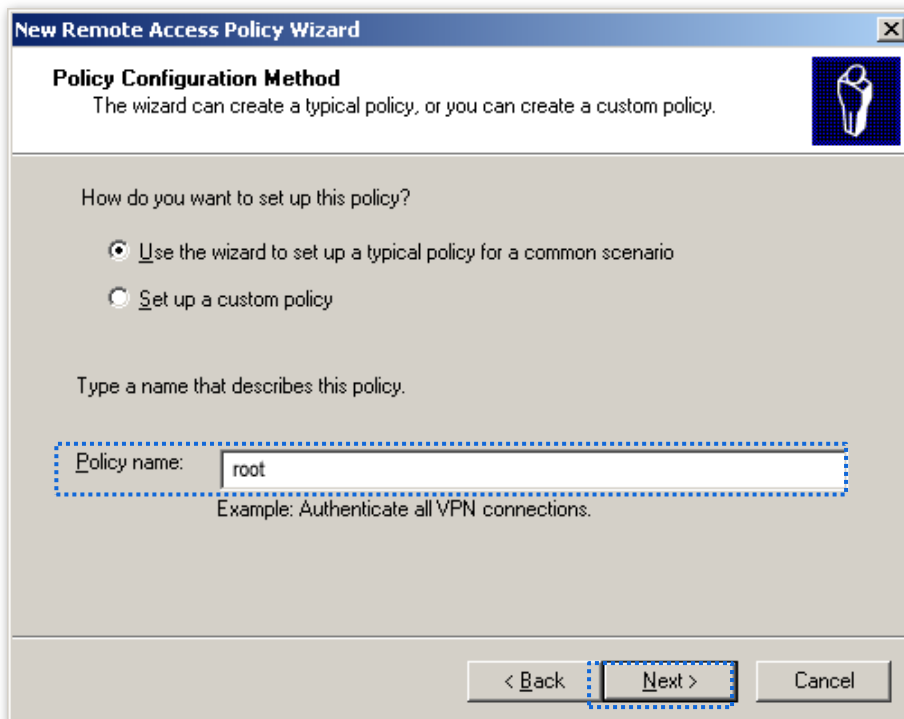 New Remote Access Policy Wizard
Policy Configuration Method
The wizard can create a typical policy, or you can create a custom policy.
How do you want to set up this policy?
Use the wizard to set up a typical policy for a common scenario
Set up a custom policy
Type a name that describes this policy.
Policy name: root
Example: Authenticate all VPN connections.
< Back Next > Cancel